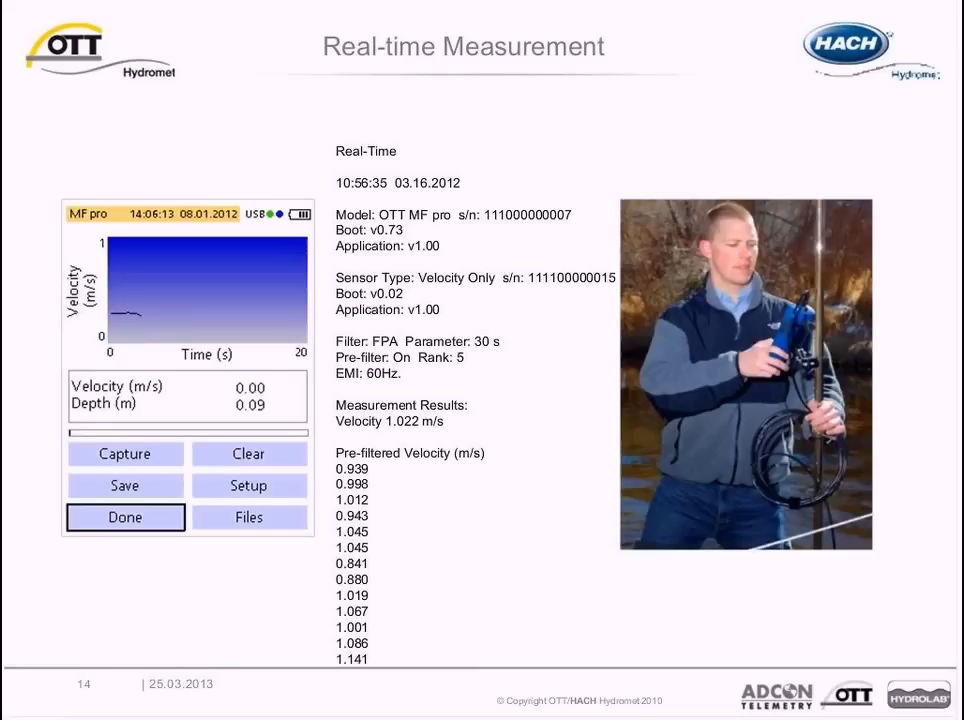 OTT
Hydromet
Real-time Measurement
HACH
Hydromet
MF pro 14:06:13 08.01.2012 USB
1
Velocity
(m/s)
0
0 Time (s) 20
Velocity (m/s) 0.00
Depth (m) 0.09
Capture Clear
Save Setup
Done Files
Real-Time
10:56:35 03.16.2012
Model: OTT MF pro s/n: 111000000007
Boot: v0.73
Application: v1.00
Sensor Type: Velocity Only s/n: 111100000015
Boot: v0.02
Application: v1.00
Filter: FPA Parameter: 30 s
Pre-filter: On Rank: 5
EMI: 60Hz.
Measurement Results:
Velocity 1.022 m/s
Pre-filtered Velocity (m/s)
0.939
0.998
1.012
0.943
1.045
1.045
0.841
0.880
1.019
1.067
1.001
1.086
1.141
14 | 25.03.2013
© Copyright OTT/HACH Hydromet 2010
ADCON
TELEMETRY
OTT
HYDROLAB